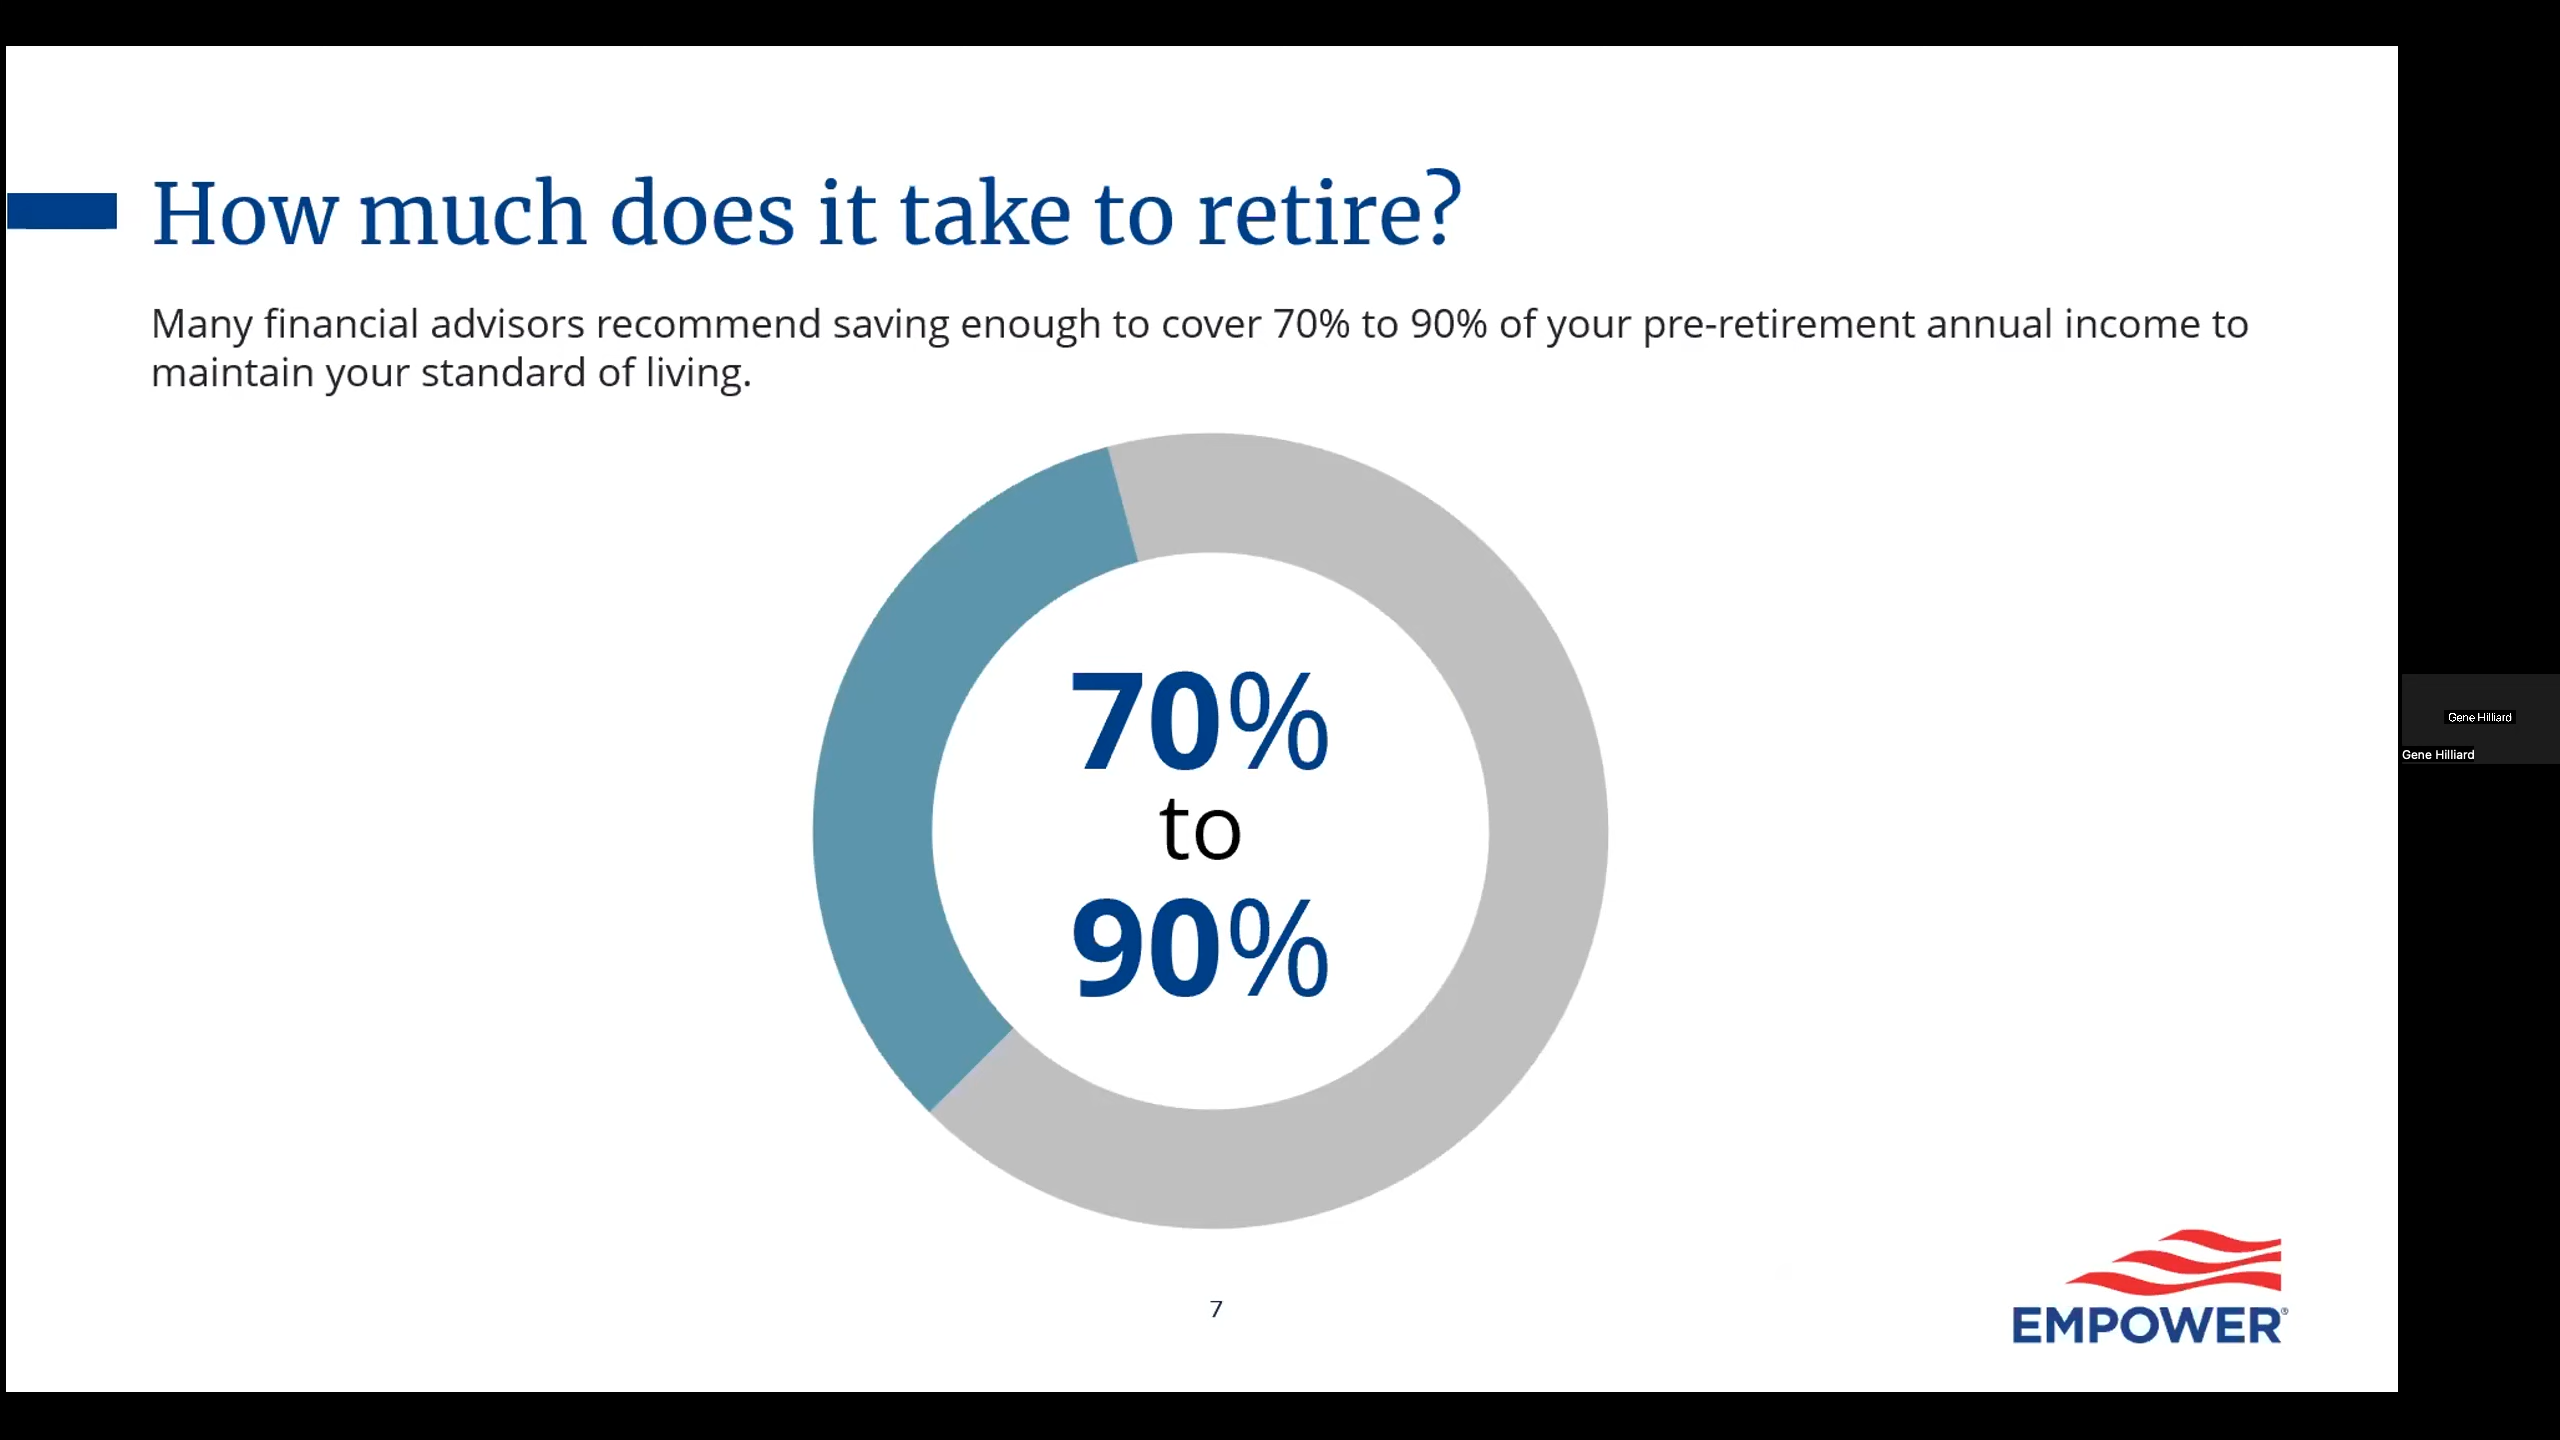 How much does it take to retire?
Many financial advisors recommend saving enough to cover 70% to 90% of your pre-retirement annual income to
maintain your standard of living.
70%
to
90%
Gene Hilliard
Gene Hilliard
7
EMPOWER®